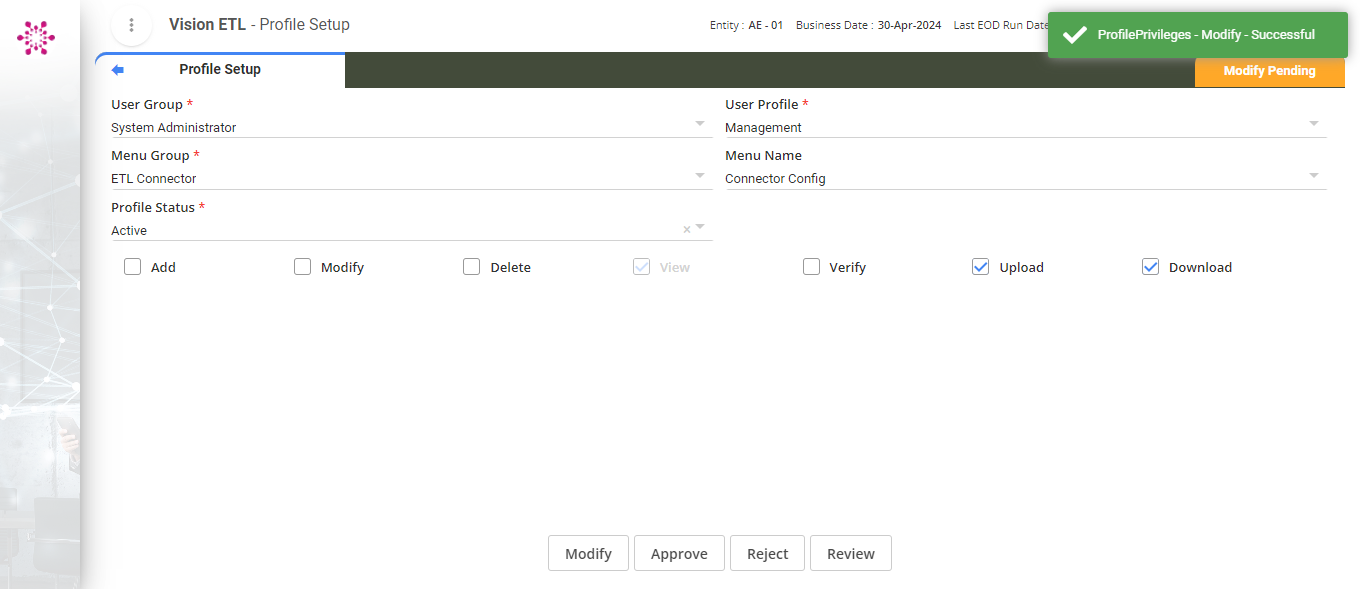 Vision ETL - Profile Setup
Entity : AE - 01 Business Date : 30-Apr-2024 Last EOD Run Date
ProfilePrivileges - Modify - Successful
Profile Setup
Modify Pending
User Group *
User Profile *
System Administrator
Management
Menu Group *
Menu Name
ETL Connector
Connector Config
Profile Status *
Active
Add Modify Delete View Verify Upload Download
Modify Approve Reject Review